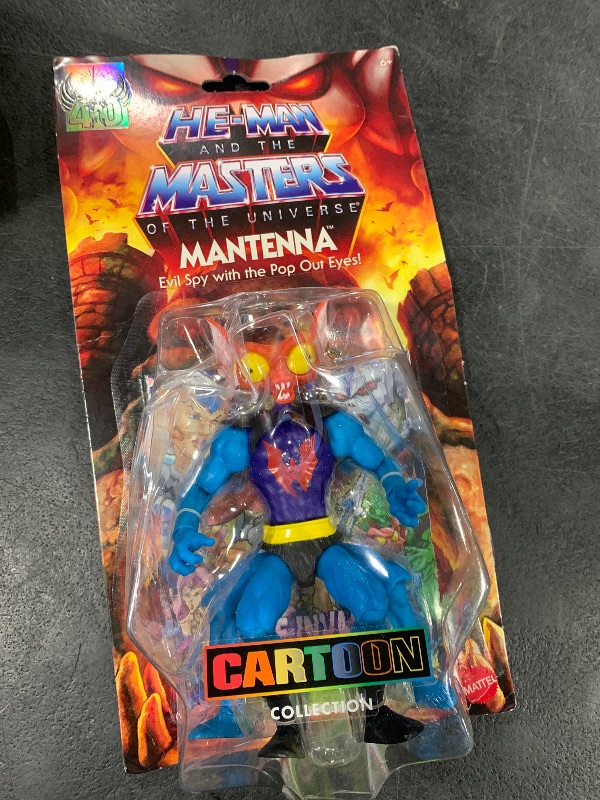 40
6+
HE-MAN
AND THE
MASTERS
OF THE UNIVERSE®
MANTENNA™
Evil Spy with the Pop Out Eyes!
CARTOON
COLLECTION
MATTEL